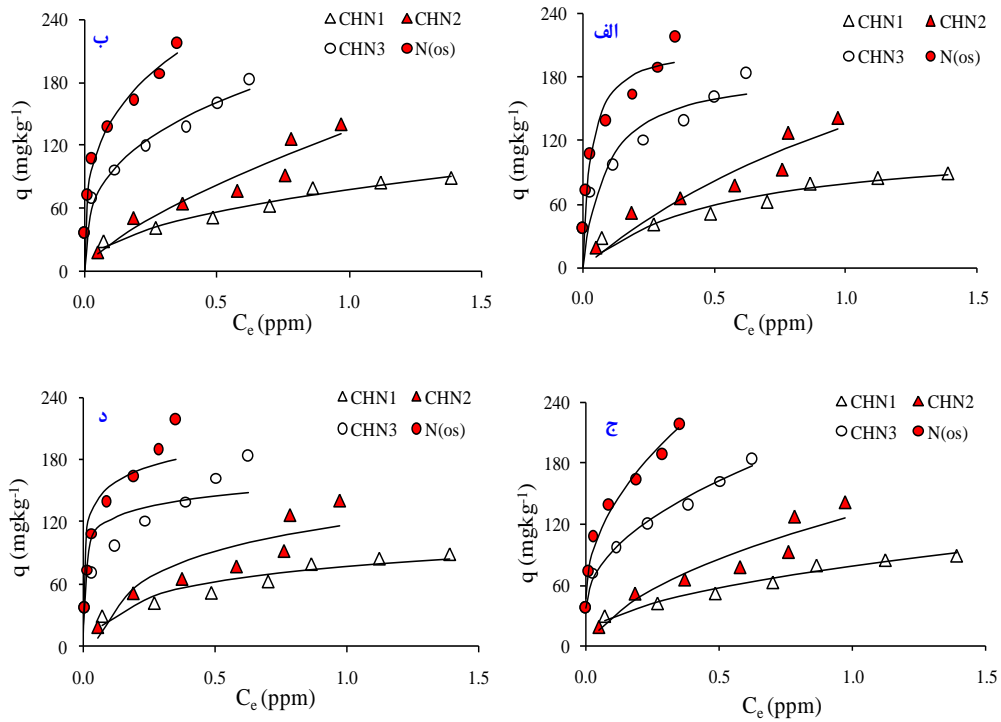 240
180
120
60
0
q (mgkg-1)
ب
CHN1 CHN2
CHN3 N(os)
0.0 0.5 1.0 1.5
Ce (ppm)
240
180
120
60
0
q (mgkg-1)
الف
CHN1 CHN2
CHN3 N(os)
0.0 0.5 1.0 1.5
Ce (ppm)
240
180
120
60
0
q (mgkg-1)
د
CHN1 CHN2
CHN3 N(os)
0.0 0.5 1.0 1.5
Ce (ppm)
240
180
120
60
0
q (mgkg-1)
ج
CHN1 CHN2
CHN3 N(os)
0.0 0.5 1.0 1.5
Ce (ppm)